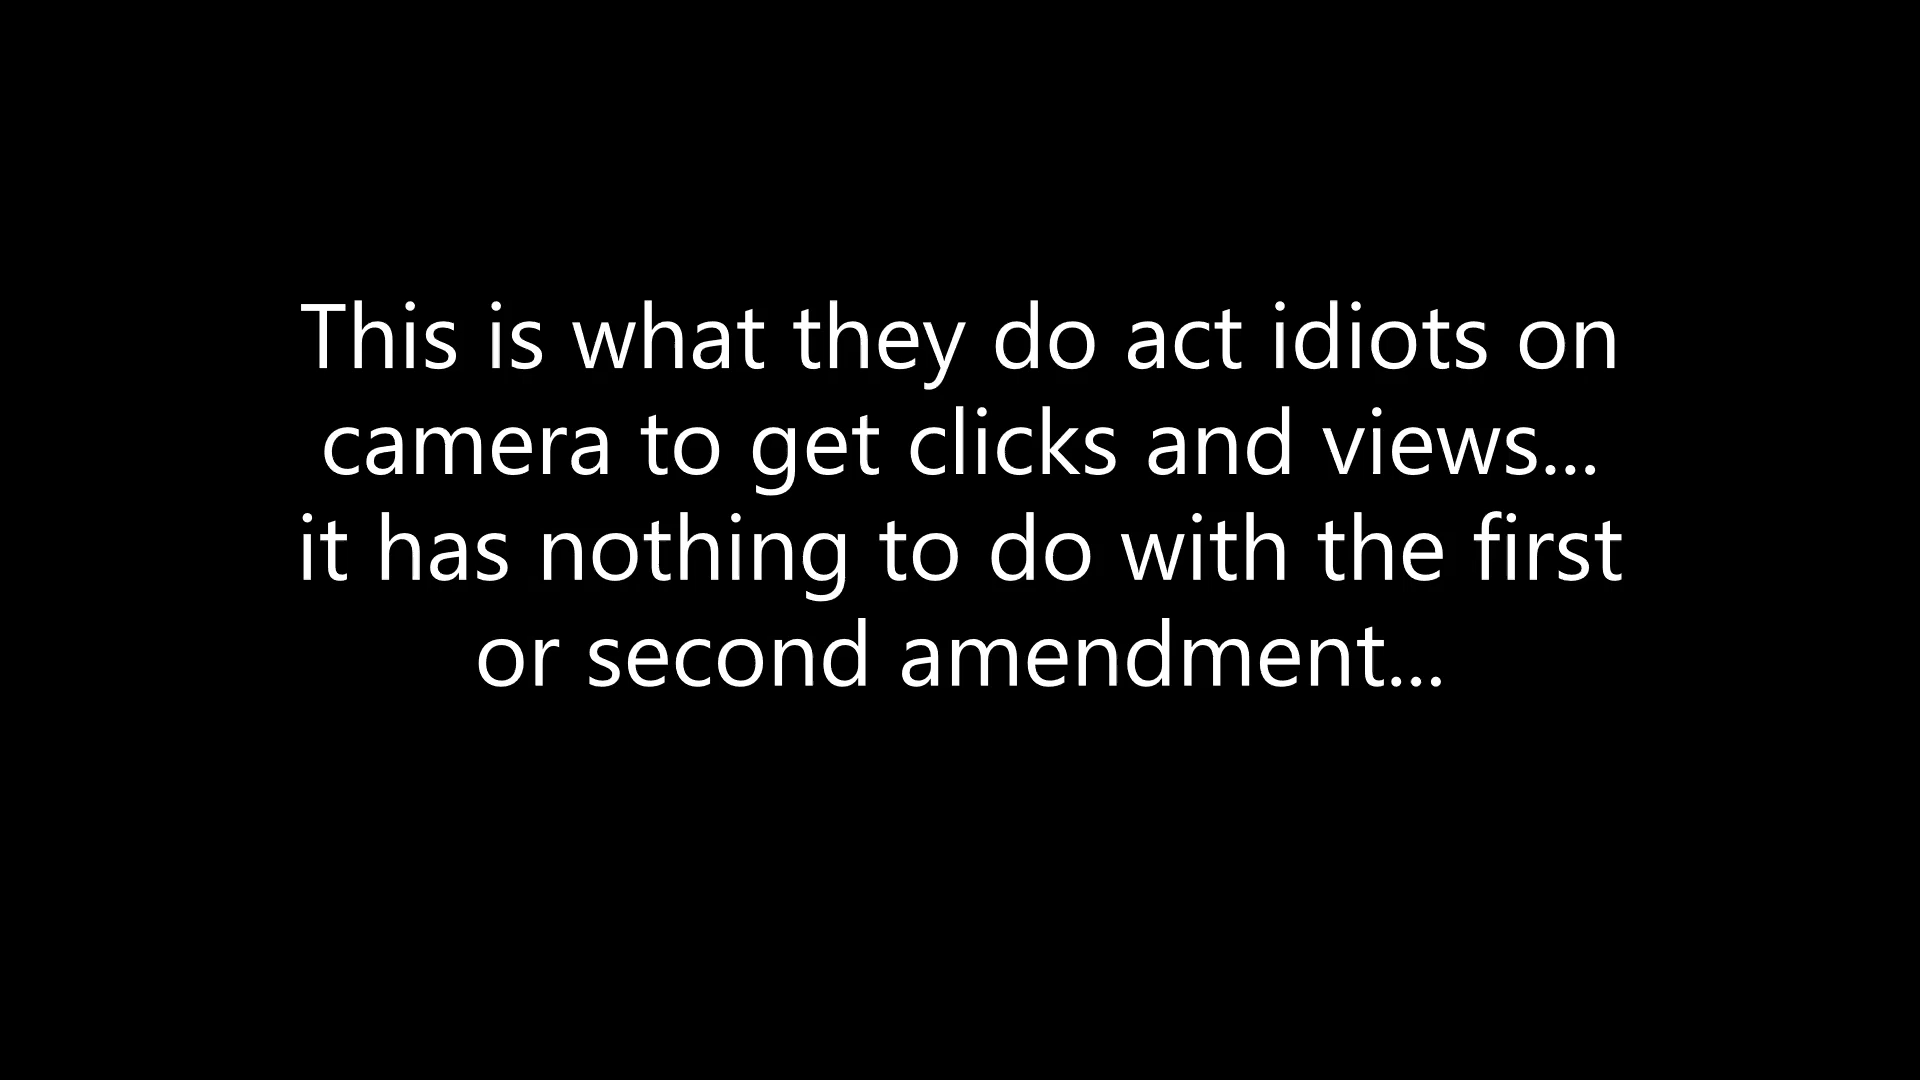 This is what they do act idiots on
camera to get clicks and views...
it has nothing to do with the first
or second amendment...